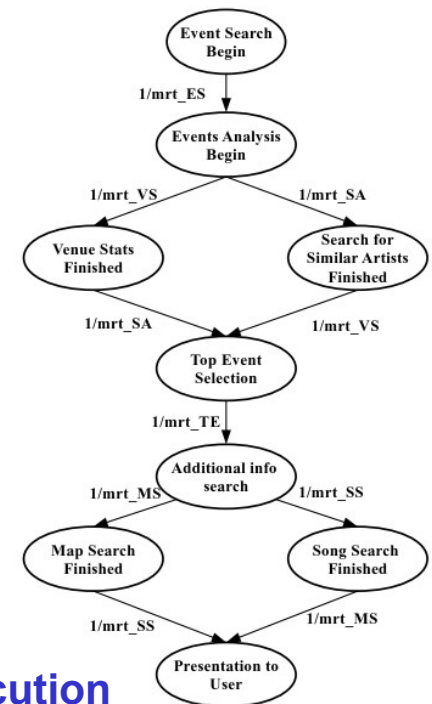 Event Search
Begin
1/mrt_ES
Events Analysis
Begin
1/mrt_VS
1/mrt_SA
Venue Stats
Finished
Search for
Similar Artists
Finished
1/mrt_SA
1/mrt_VS
Top Event
Selection
1/mrt_TE
Additional info
search
1/mrt_MS
1/mrt_SS
Map Search
Finished
Song Search
Finished
1/mrt_SS
1/mrt_MS
Presentation to
User
cution